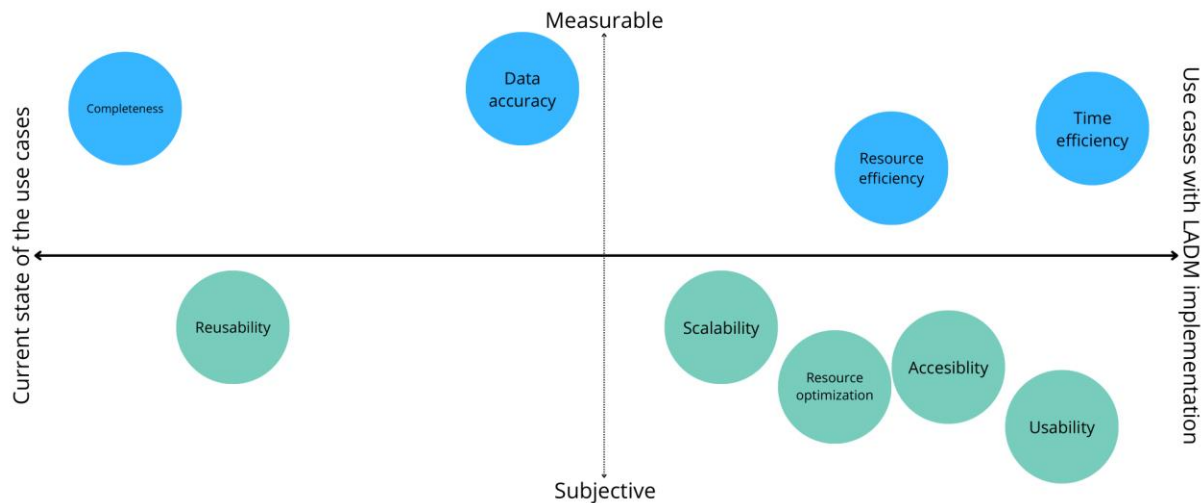 Measurable
Current state of the use cases
Use cases with LADM implementation
Completeness
Data
accuracy
Resource
efficiency
Time
efficiency
Reusability
Scalability
Resource
optimization
Accesiblity
Usability
Subjective